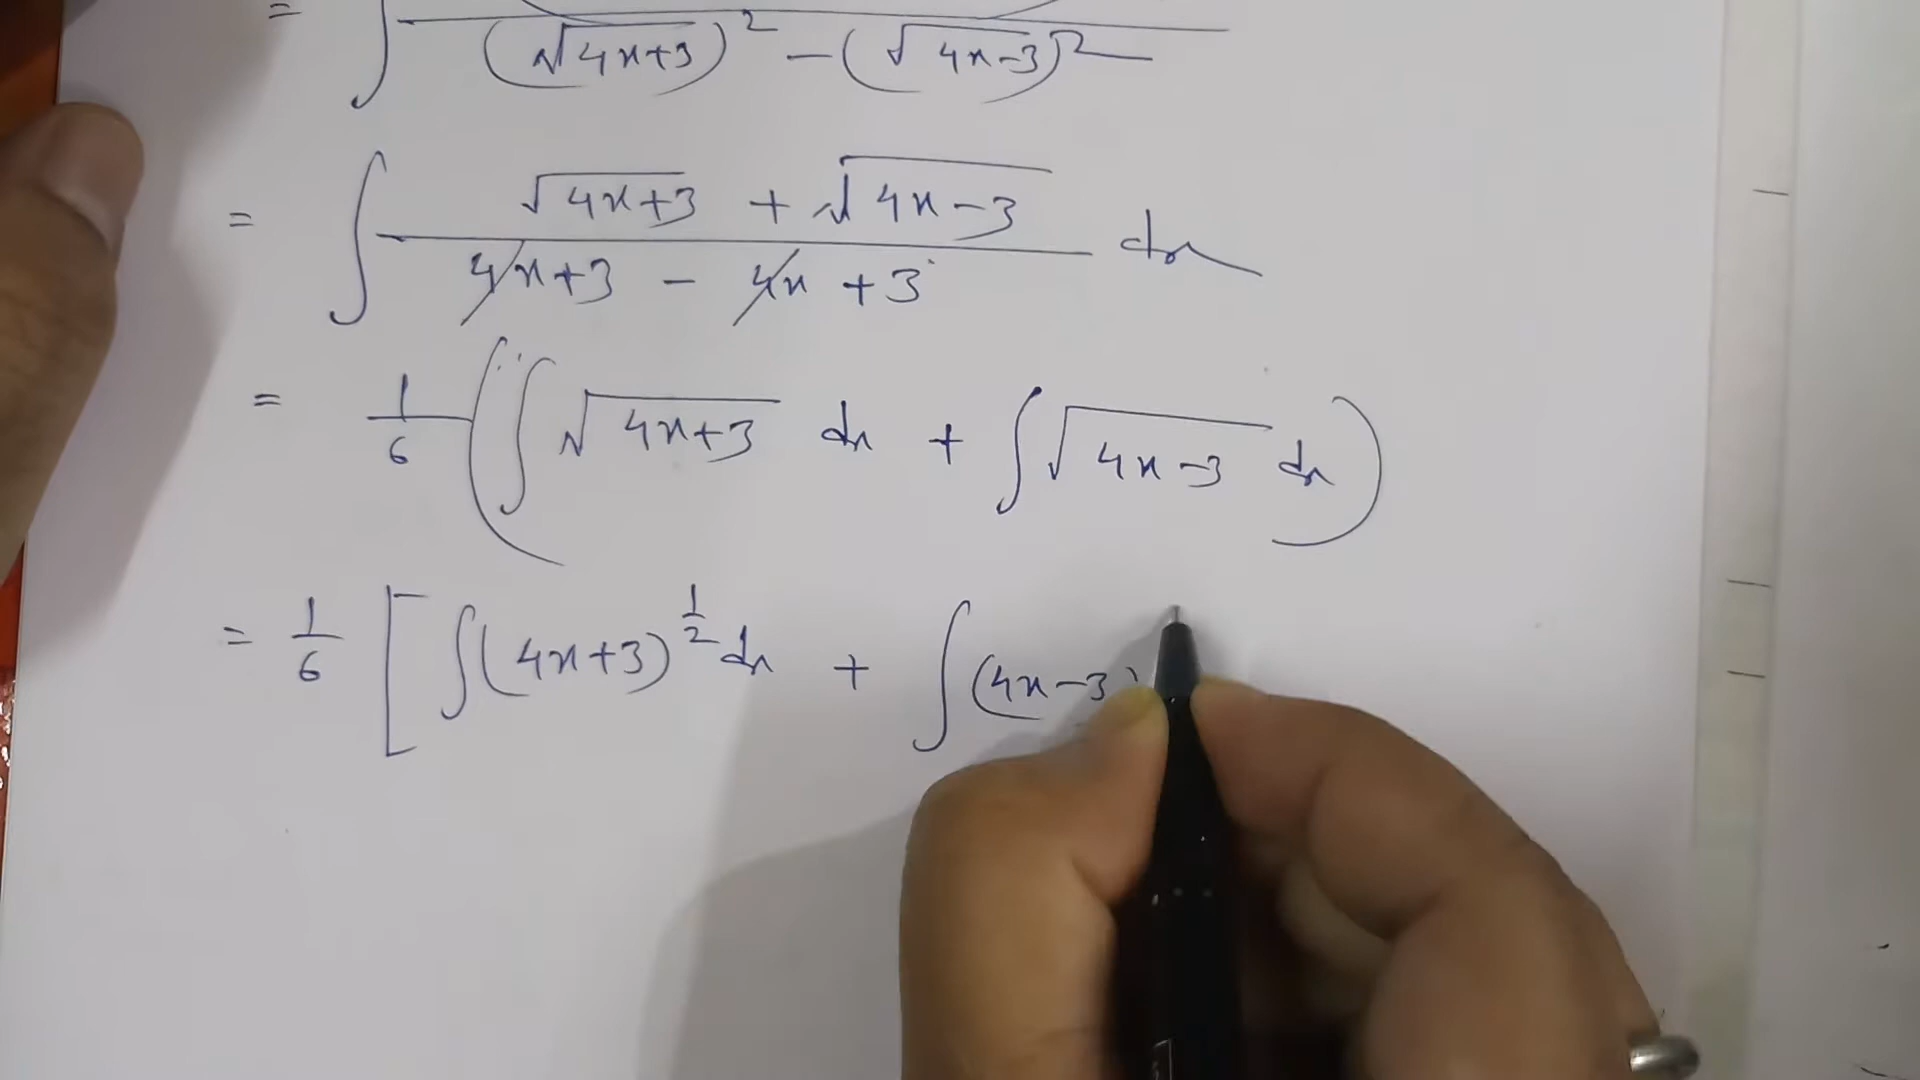 = ∫ (√4x+3)² - (√4x-3)²
= ∫ √4x+3 + √4x-3 / 4x+3 - 4x +3 dx
= 1/6 ( ∫ √4x+3 dx + ∫ √4x-3 dx )
= 1/6 [ ∫ (4x+3)^1/2 dx + ∫ (4x-3)